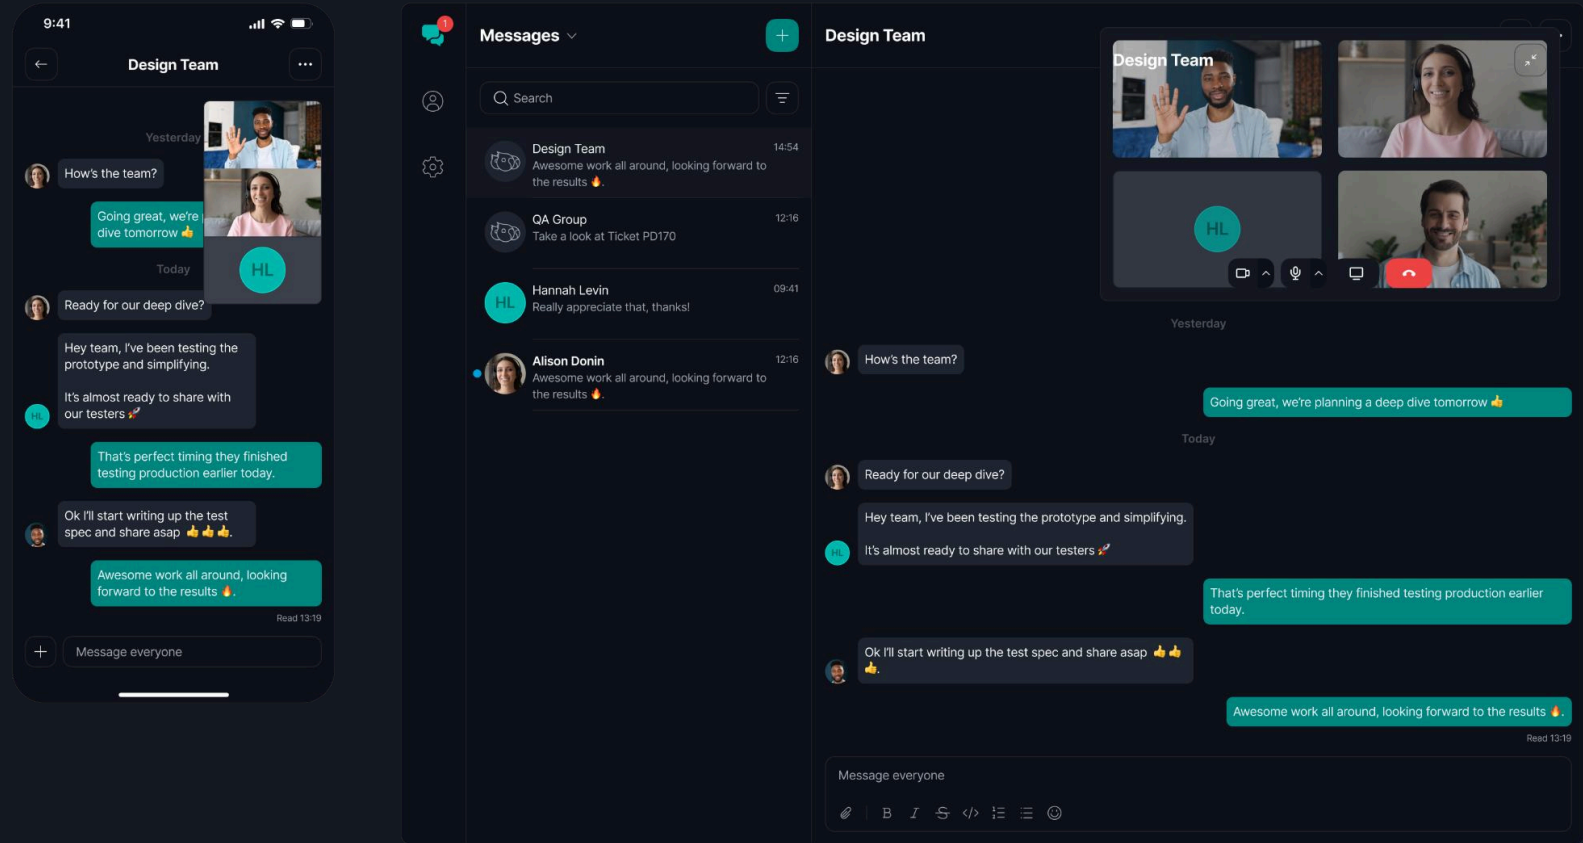 9:41
Design Team
Yesterday
How's the team?
Going great, we're
dive tomorrow 👍
Today
HL
Ready for our deep dive?
Hey team, I've been testing the
prototype and simplifying.
It's almost ready to share with
our testers 🚀
HL
That's perfect timing they finished
testing production earlier today.
Ok I'll start writing up the test
spec and share asap 👍👍👍.
Awesome work all around, looking
forward to the results 🔥.
Read 13:19
Message everyone
1
Messages
Search
Design Team
14:54
Awesome work all around, looking forward to
the results 🔥.
QA Group
12:16
Take a look at Ticket PD170
HL
Hannah Levin
09:41
Really appreciate that, thanks!
Alison Donin
12:16
Awesome work all around, looking forward to
the results 🔥.
Design Team
Design Team
HL
Yesterday
How's the team?
Going great, we're planning a deep dive tomorrow 👍
Today
Ready for our deep dive?
Hey team, I've been testing the prototype and simplifying.
It's almost ready to share with our testers 🚀
HL
That's perfect timing they finished testing production earlier
today.
Ok I'll start writing up the test spec and share asap 👍👍
👍.
Awesome work all around, looking forward to the results 🔥.
Read 13:19
Message everyone
B I S